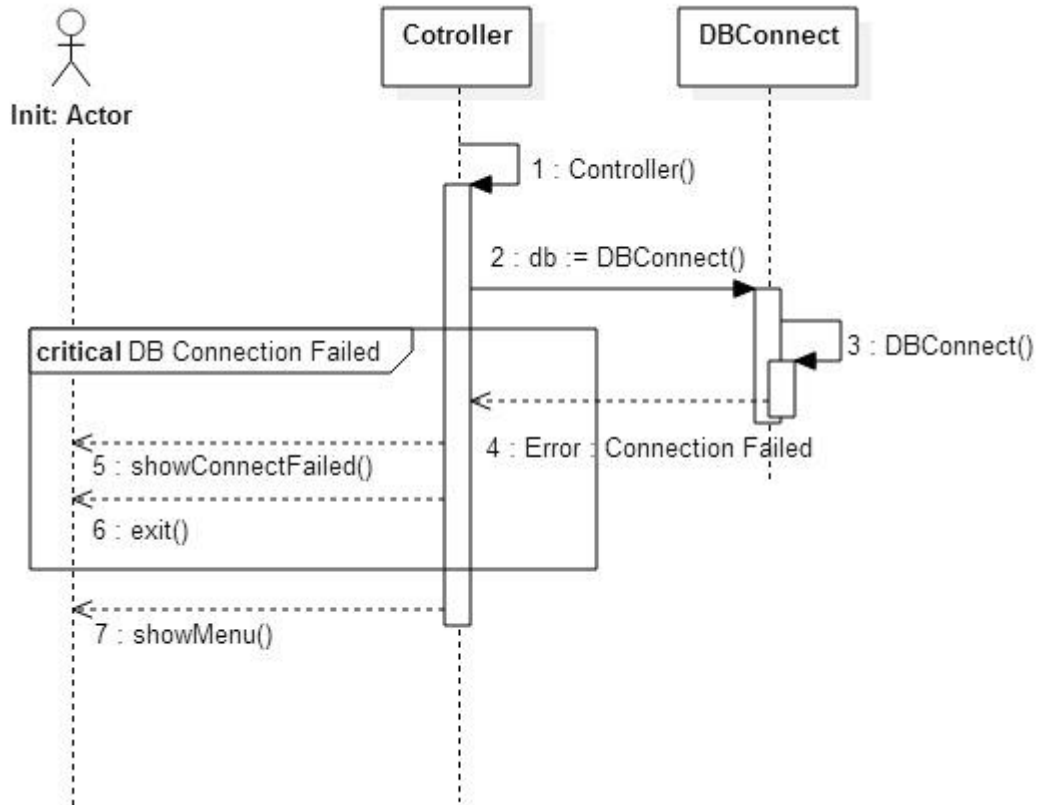 Cotroller
DBConnect
Init: Actor
1 : Controller()
2 : db := DBConnect()
critical DB Connection Failed
3 : DBConnect()
4 : Error : Connection Failed
5 : showConnectFailed()
6 : exit()
7 : showMenu()